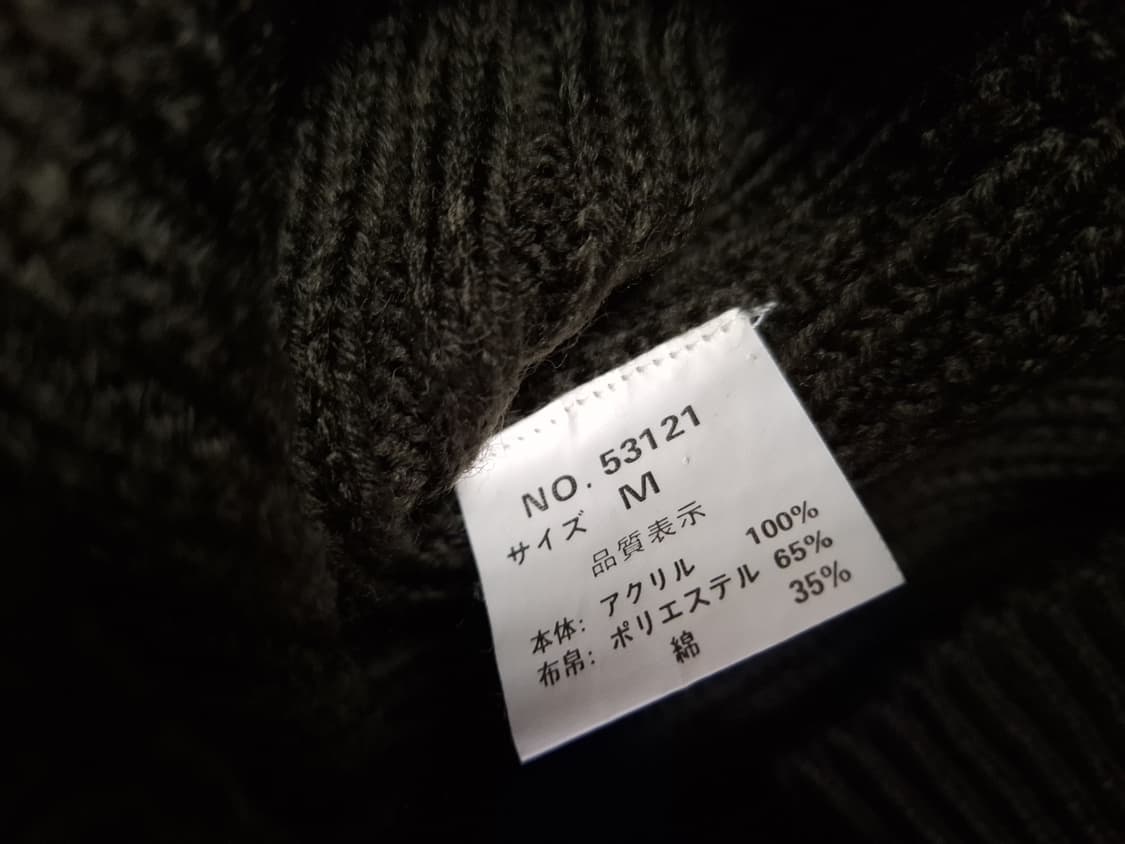 NO. 53121
サイズ M
品質表示
本体: アクリル 100%
布帛: ポリエステル 65%
綿 35%